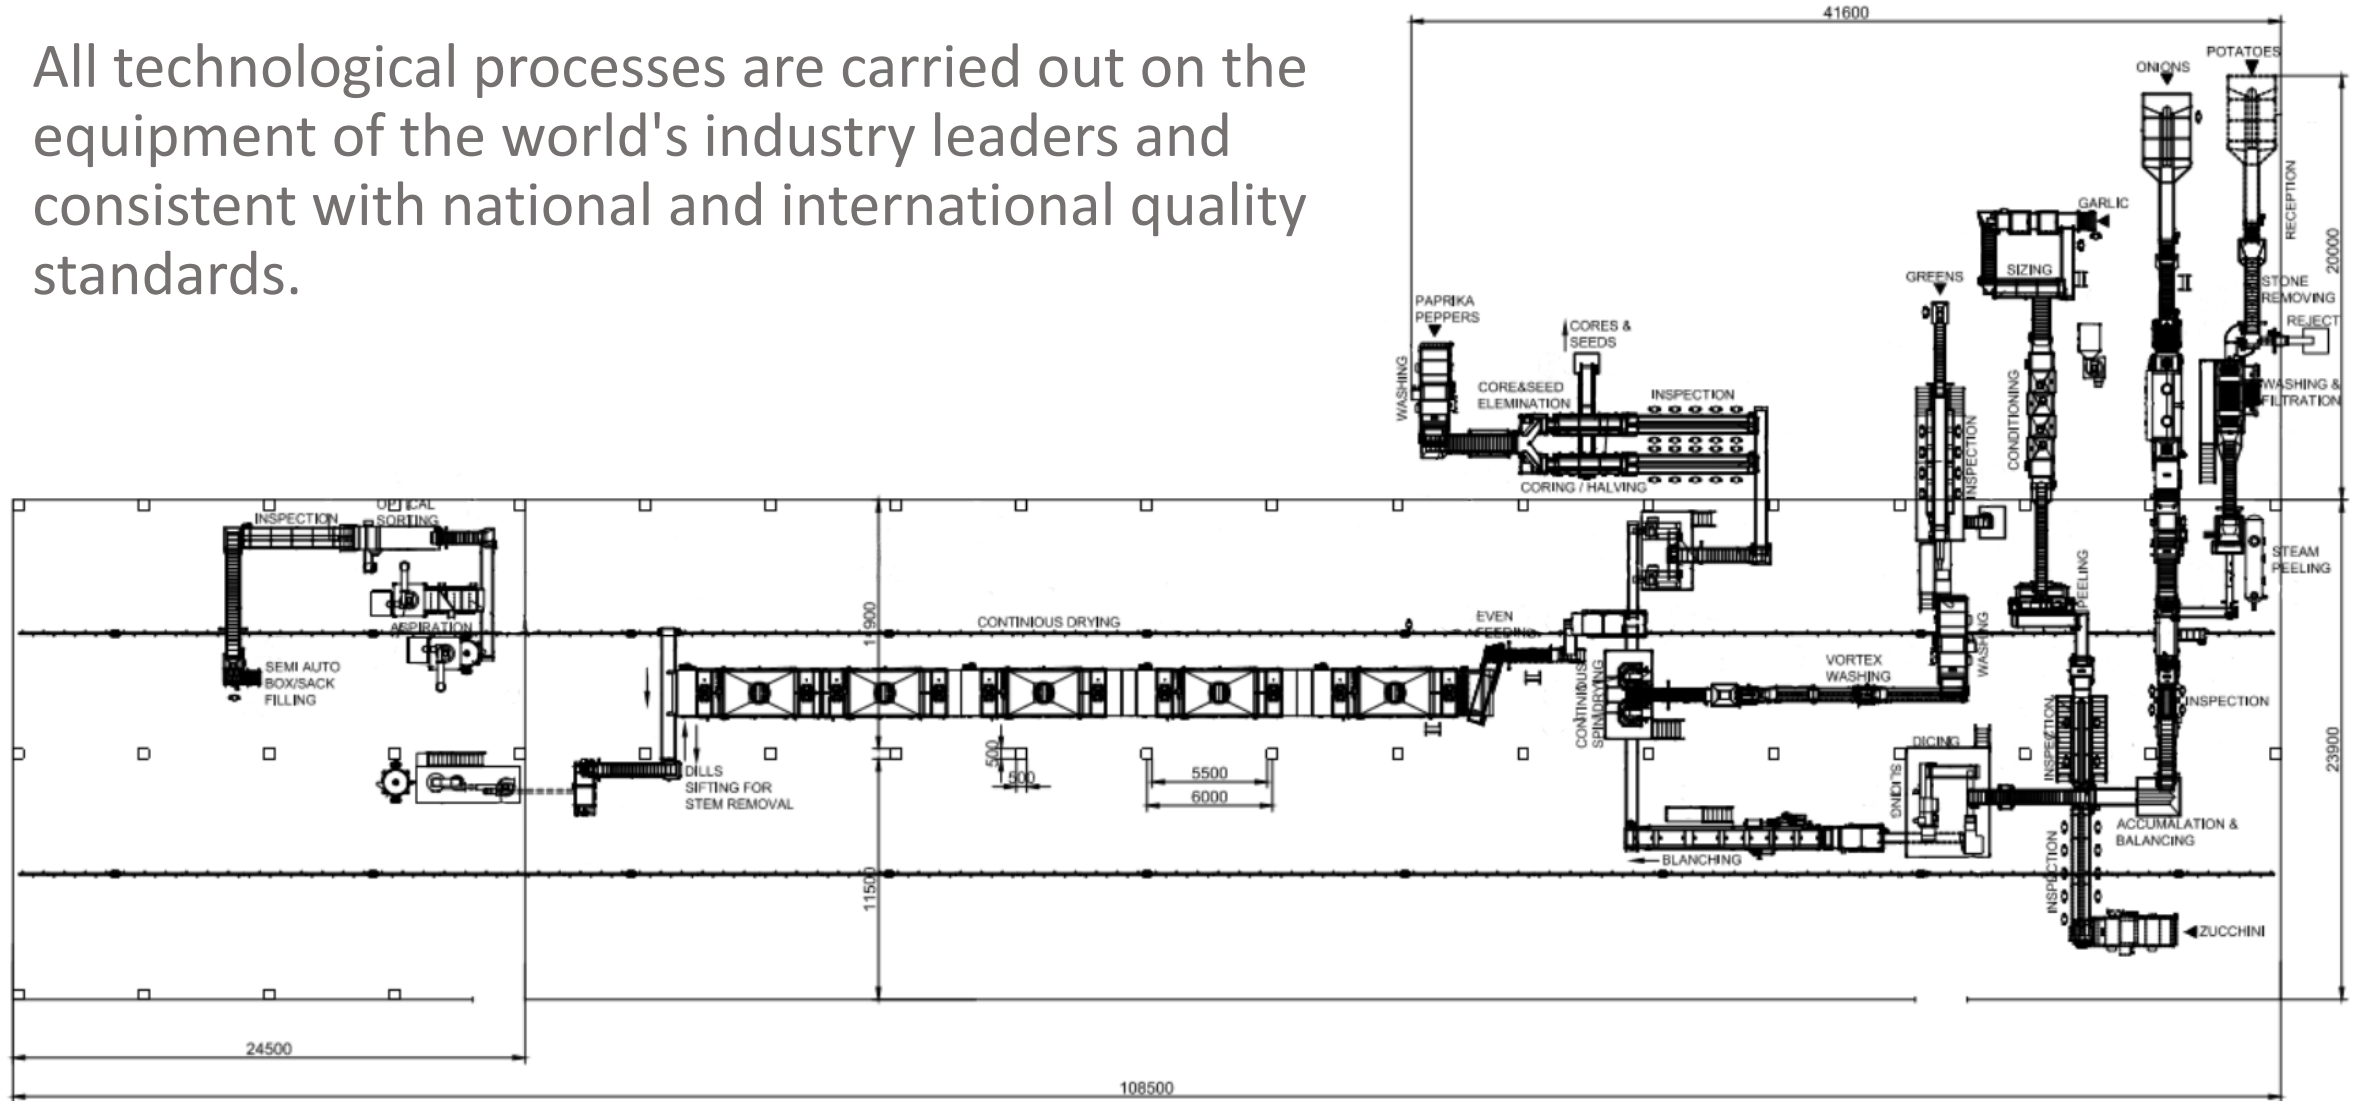 All technological processes are carried out on the
equipment of the world's industry leaders and
consistent with national and international quality
standards.
41600
POTATOES
ONIONS
RECEPTION
20000
GARLIC
SIZING
GREENS
STONE
REMOVING
REJECT
PAPRIKA
PEPPERS
CORES &
SEEDS
WASHING
CORE&SEED
ELEMINATION
INSPECTION
CONDITIONING
WASHING &
FILTRATION
INSPECTION
CORING / HALVING
INSPECTION
OPTICAL
SORTING
STEAM
PEELING
PEELING
11900
CONTINIOUS DRYING
EVEN
FEEDING
ASPIRATION
WASHING
SEMI AUTO
BOX/SACK
FILLING
VORTEX
WASHING
CONTINIOUS
SPINDRYING
INSPECTION
INSPECTION
DICING
SLICING
500
500
5500
6000
DILLS
SIFTING FOR
STEM REMOVAL
23900
ACCUMALATION &
BALANCING
BLANCHING
INSPECTION
11500
ZUCCHINI
24500
108500